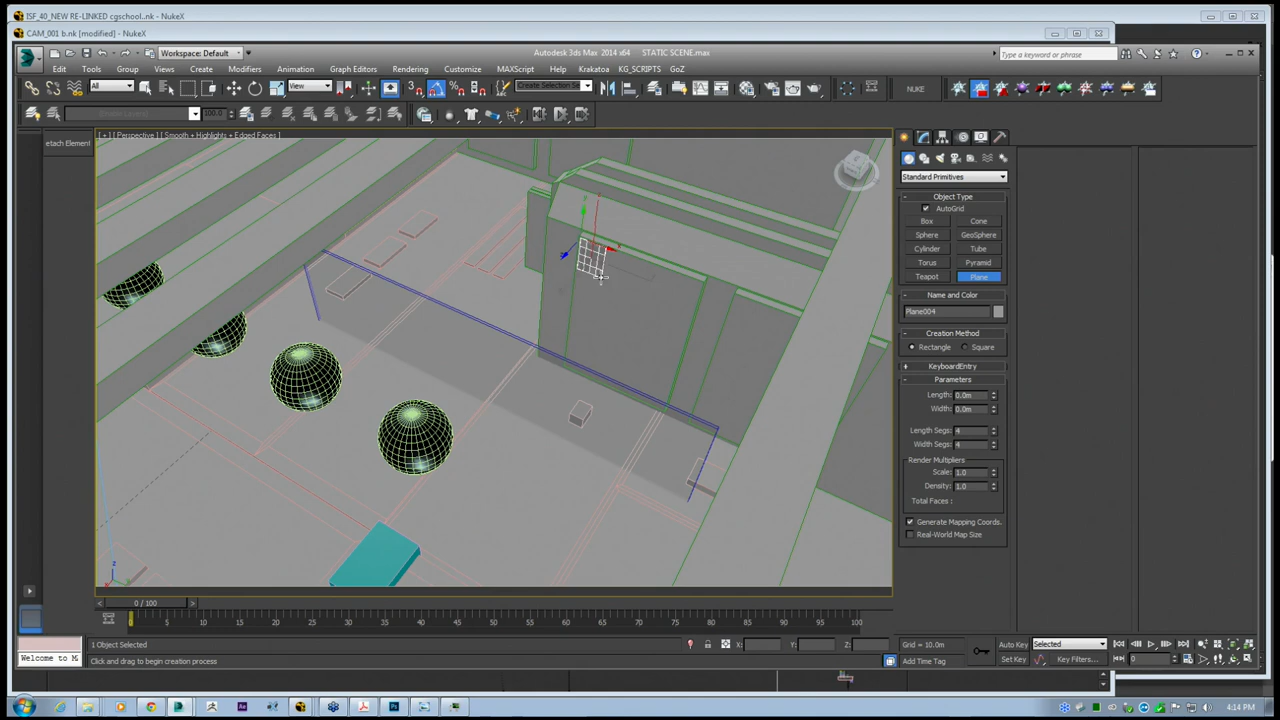 ISF_40_NEW RE-LINKED cgschool..nk - NukeX
CAM_001 b.nk [modified] - NukeX
Workspace: Default
Autodesk 3ds Max 2014 x64 STATIC SCENE.max
Type a keyword or phrase
Edit Tools Group Views Create Modifiers Animation Graph Editors Rendering Customize MAXScript Help Krakatoa KG_SCRIPTS GoZ
All
View
Create Selection Se
NUKE
100.0
[ + ] [ Perspective ] [ Smooth + Highlights + Edged Faces ]
etach Element
Standard Primitives
Object Type
AutoGrid
Box Cone
Sphere GeoSphere
Cylinder Tube
Torus Pyramid
Teapot Plane
Name and Color
Plane004
Creation Method
Rectangle Square
KeyboardEntry
Parameters
Length: 0.0m
Width: 0.0m
Length Segs: 4
Width Segs: 4
Render Multipliers
Scale: 1.0
Density: 1.0
Total Faces :
Generate Mapping Coords.
Real-World Map Size
0 / 100
0 5 10 15 20 25 30 35 40 45 50 55 60 65 70 75 80 85 90 95 100
1 Object Selected
X: Y: Z:
Grid = 10.0m
Auto Key Selected
Welcome to M
Click and drag to begin creation process
Add Time Tag
Set Key Key Filters... 0
4:14 PM